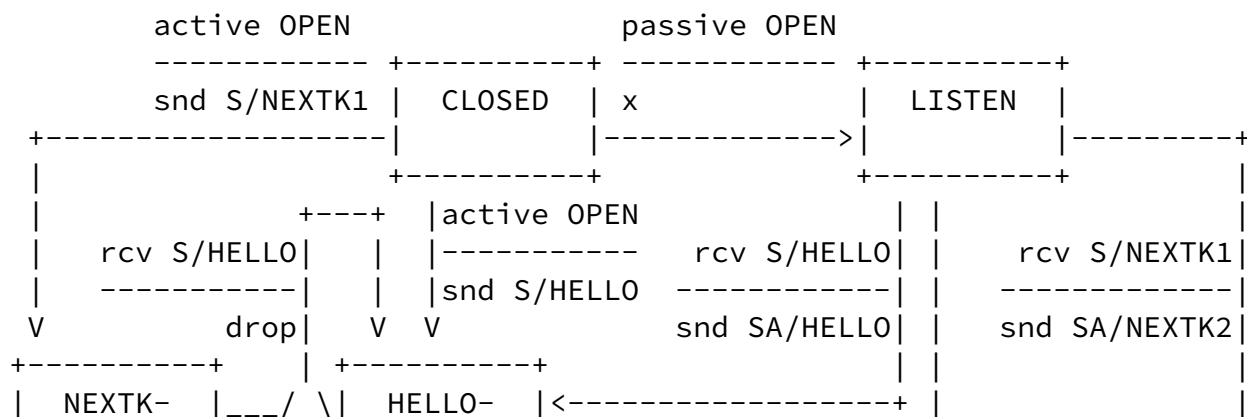 active OPEN                  passive OPEN
           ------------ +----------+ ------------ +----------+
           snd S/NEXTK1 |  CLOSED  | x            |  LISTEN  |
  +---------------------|          |------------->|          |---------+
  |                     +----------+              +----------+         |
  |               +---+  |active OPEN               | |                |
  |    rcv S/HELLO|   |  |-----------    rcv S/HELLO| |    rcv S/NEXTK1|
  |    -----------|   |  |snd S/HELLO  ------------| |   -------------|
  V           drop|   V  V             snd SA/HELLO| |   snd SA/NEXTK2|
 +----------+     | +----------+                   | |                |
 |  NEXTK-  |___/ \|  HELLO-  |<-------------------+ |                |